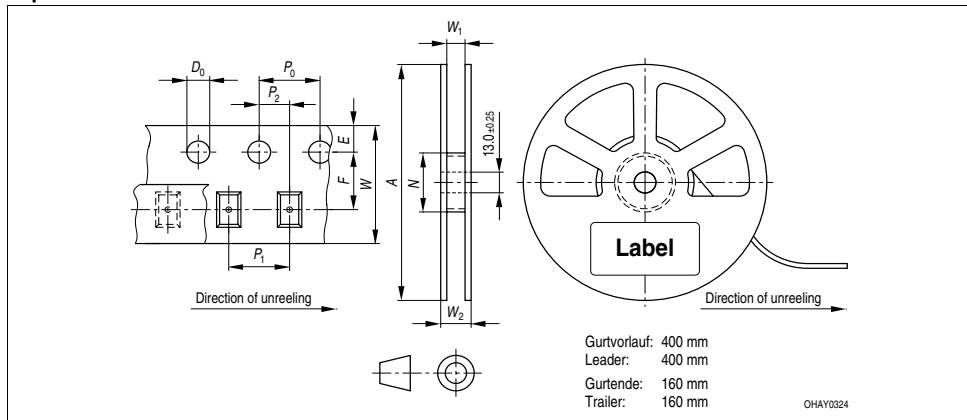 W₁
D₀
P₀
P₂
E
F
W
A
N
13.0±0.25
P₁
W₂
Label
Direction of unreeling
Direction of unreeling
Gurtvorlauf: 400 mm
Leader: 400 mm
Gurtende: 160 mm
Trailer: 160 mm
OHAY0324